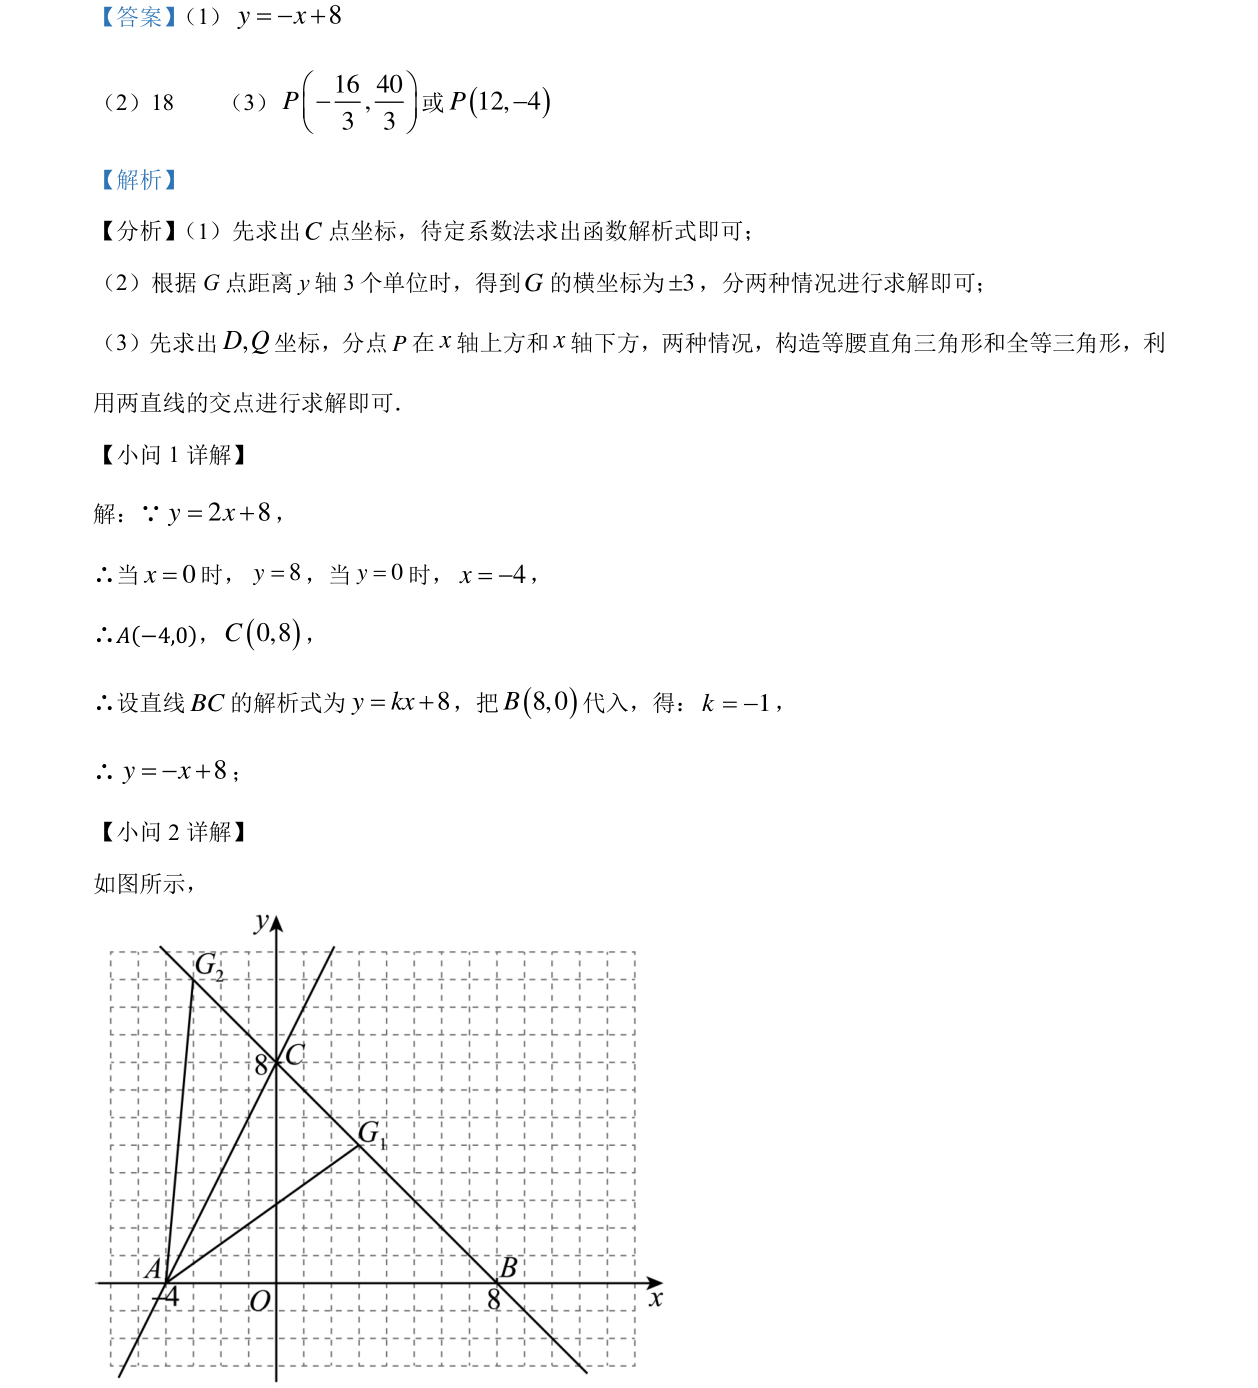 【答案】（1） y = −x+8
（2）18 （3）P(−16/3, 40/3)或P(12,−4)
【解析】
【分析】（1）先求出C点坐标，待定系数法求出函数解析式即可；
（2）根据G点距离y轴3个单位时，得到G的横坐标为±3，分两种情况进行求解即可；
（3）先求出D,Q坐标，分点P在x轴上方和x轴下方，两种情况，构造等腰直角三角形和全等三角形，利
用两直线的交点进行求解即可．
【小问1详解】
解：∵ y = 2x+8，
∴当x = 0时， y = 8，当y = 0时， x = −4，
∴A(−4,0)， C(0,8)，
∴设直线BC的解析式为y = kx+8，把B(8,0)代入，得：k = −1，
∴ y = −x+8；
【小问2详解】
如图所示，
y
G₂
8 C
G₁
A B
−4 O 8 x